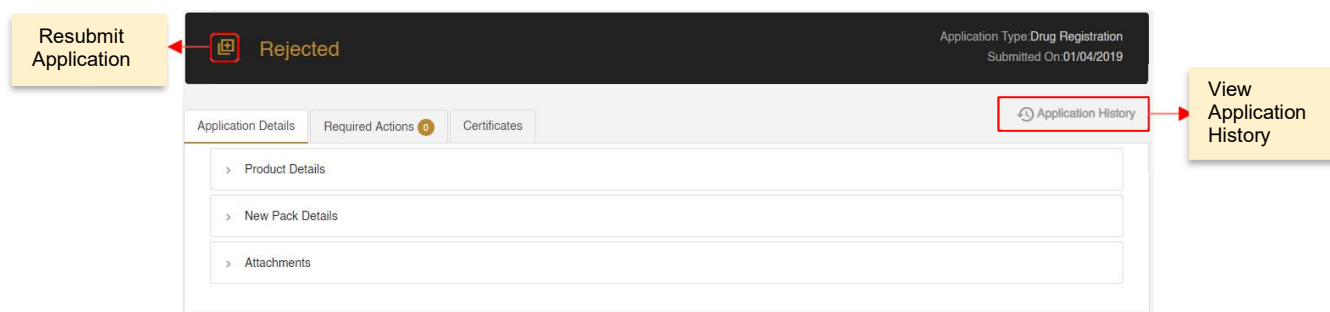 Resubmit
Application
Rejected
Application Type:Drug Registration
Submitted On:01/04/2019
View
Application
History
Application History
Application Details
Required Actions 0
Certificates
Product Details
New Pack Details
Attachments